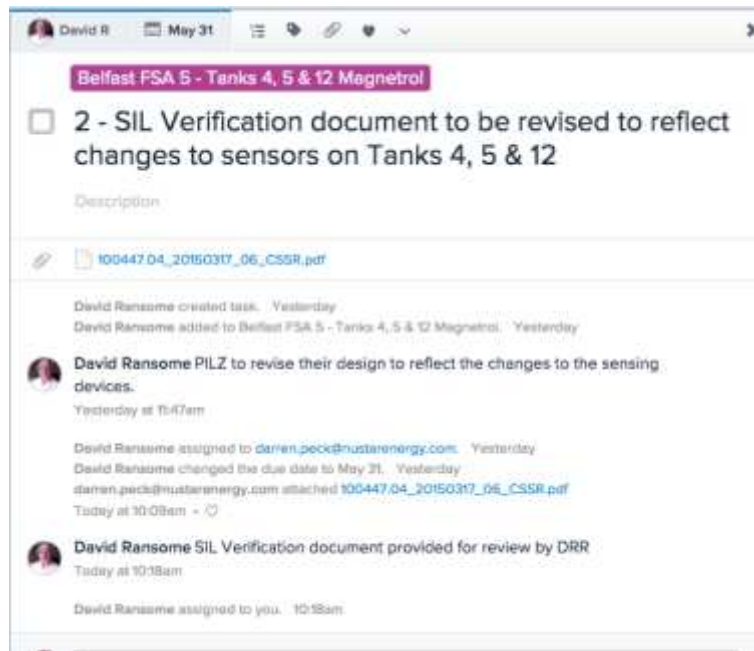 David R May 31
Belfast FSA 5 - Tanks 4, 5 & 12 Magnetrol
2 - SIL Verification document to be revised to reflect
changes to sensors on Tanks 4, 5 & 12
Description
100447.04_20150317_06_CSSR.pdf
David Ransome created task. Yesterday
David Ransome added to Belfast FSA 5 - Tanks 4, 5 & 12 Magnetrol. Yesterday
David Ransome PILZ to revise their design to reflect the changes to the sensing
devices.
Yesterday at 11:47am
David Ransome assigned to darren.peck@nustarenergy.com. Yesterday
David Ransome changed the due date to May 31. Yesterday
darren.peck@nustarenergy.com attached 100447.04_20150317_06_CSSR.pdf
Today at 10:09am •
David Ransome SIL Verification document provided for review by DRR
Today at 10:18am
David Ransome assigned to you. 10:18am